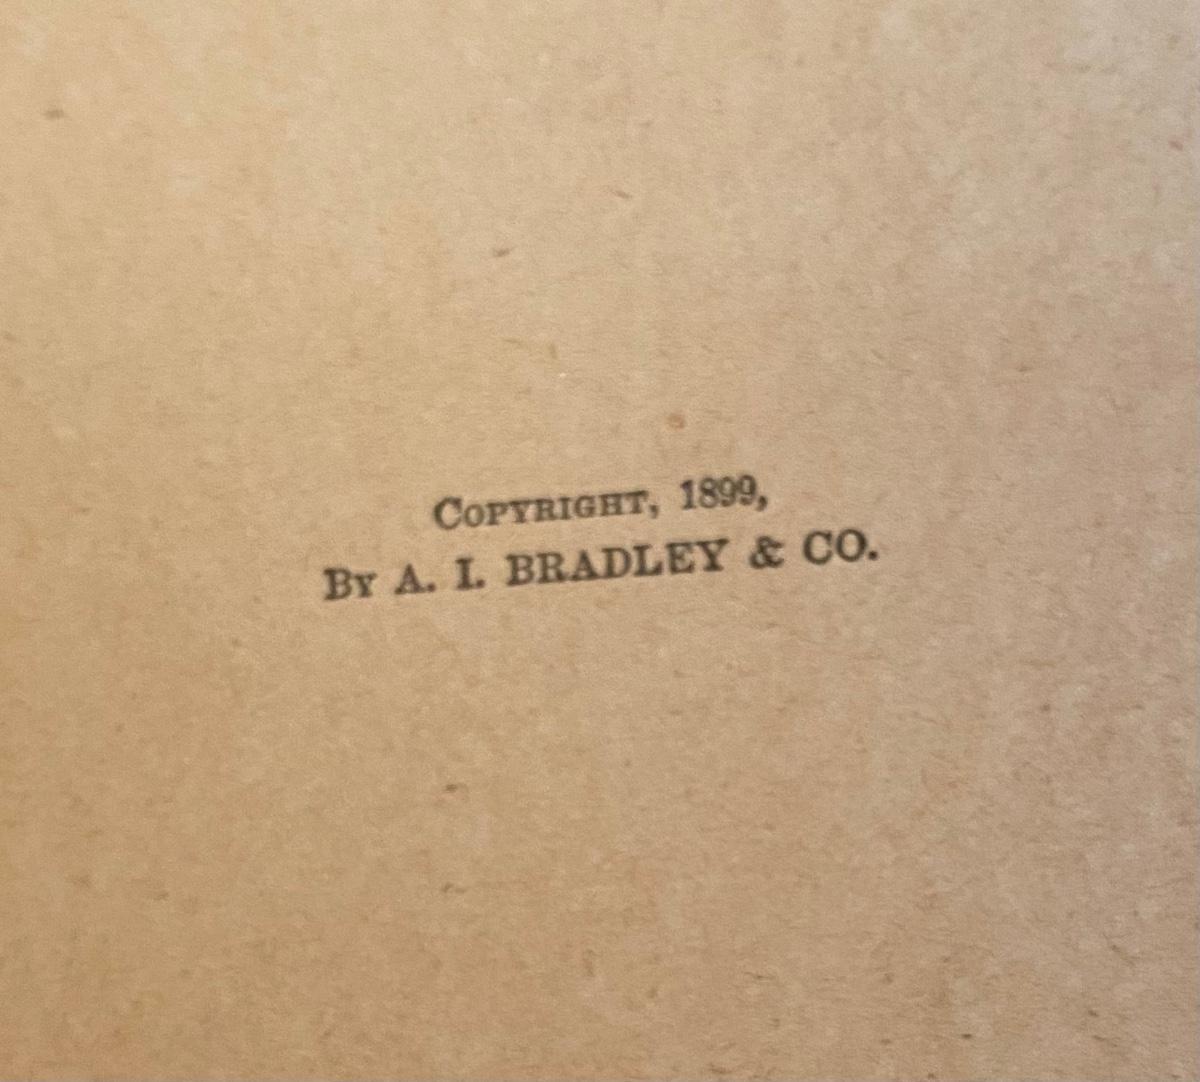 Copyright, 1899,
By A. I. BRADLEY & CO.